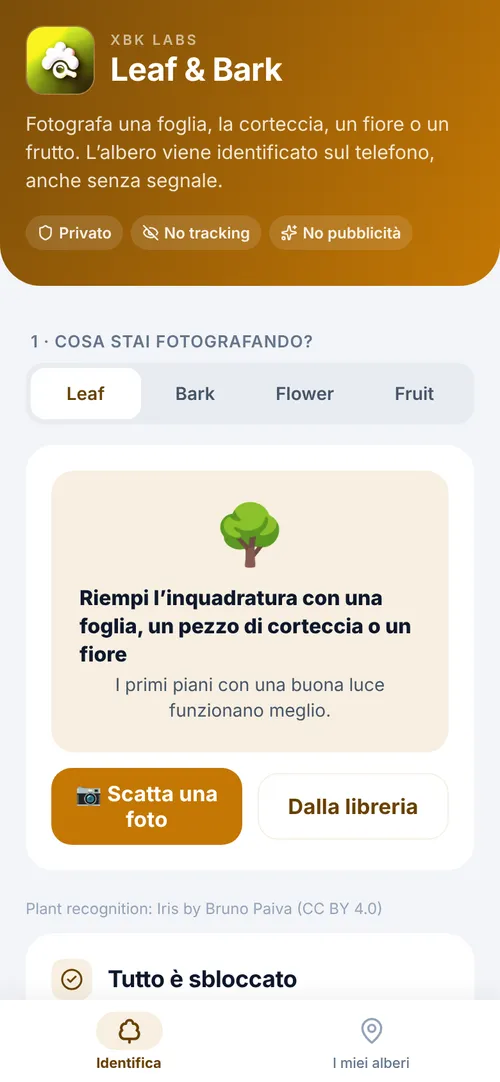 XBK LABS
Leaf & Bark
Fotografa una foglia, la corteccia, un fiore o un
frutto. L’albero viene identificato sul telefono,
anche senza segnale.
Privato
No tracking
No pubblicità
1 · COSA STAI FOTOGRAFANDO?
Leaf
Bark
Flower
Fruit
Riempi l’inquadratura con una
foglia, un pezzo di corteccia o un
fiore
I primi piani con una buona luce
funzionano meglio.
📷 Scatta una
foto
Dalla libreria
Plant recognition: Iris by Bruno Paiva (CC BY 4.0)
Tutto è sbloccato
Identifica
I miei alberi